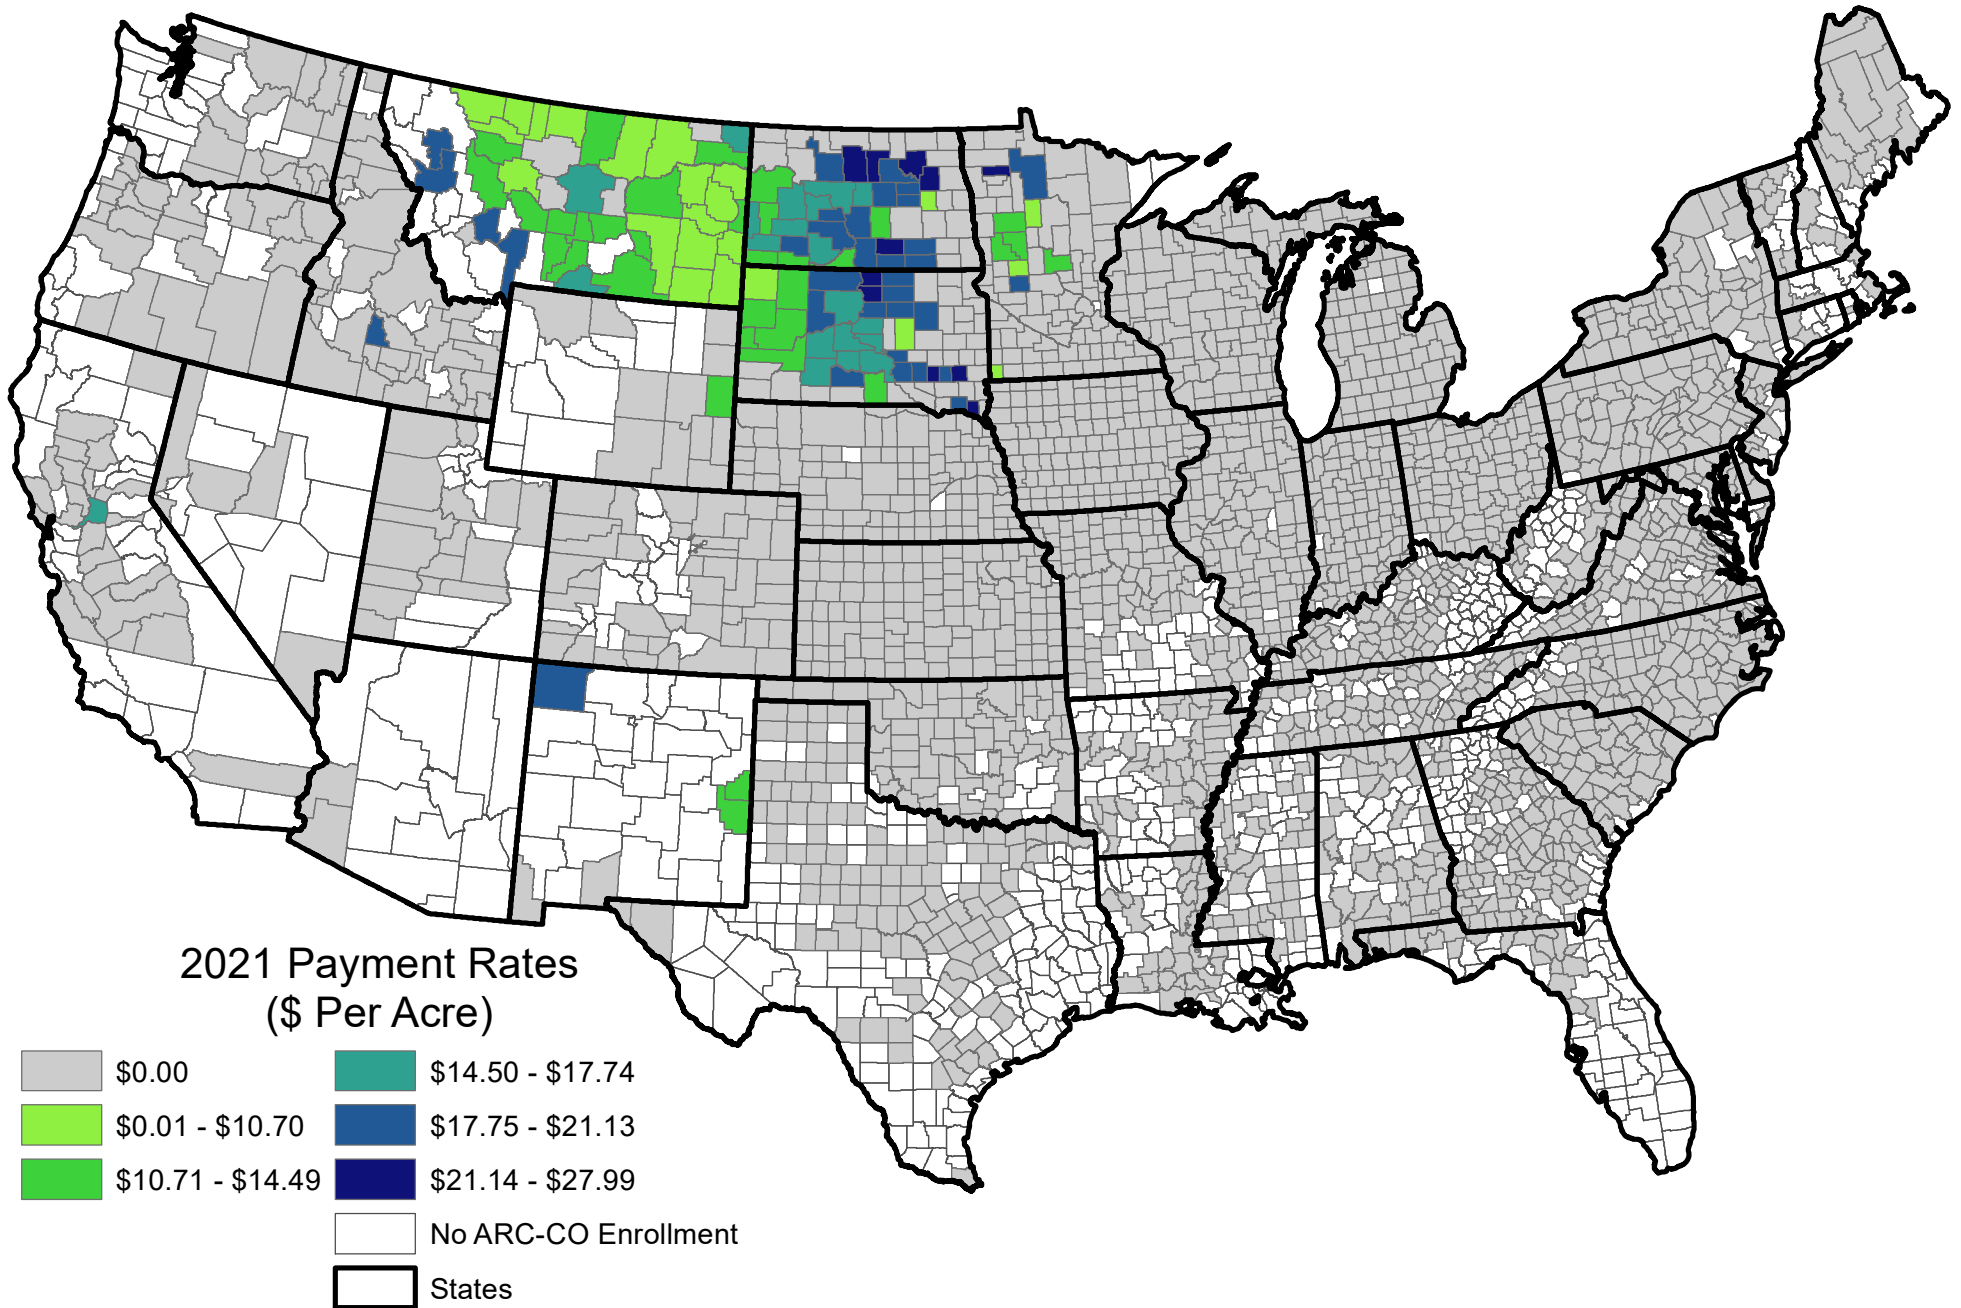 2021 Payment Rates
($ Per Acre)
$0.00
$0.01 - $10.70
$10.71 - $14.49
$14.50 - $17.74
$17.75 - $21.13
$21.14 - $27.99
No ARC-CO Enrollment
States